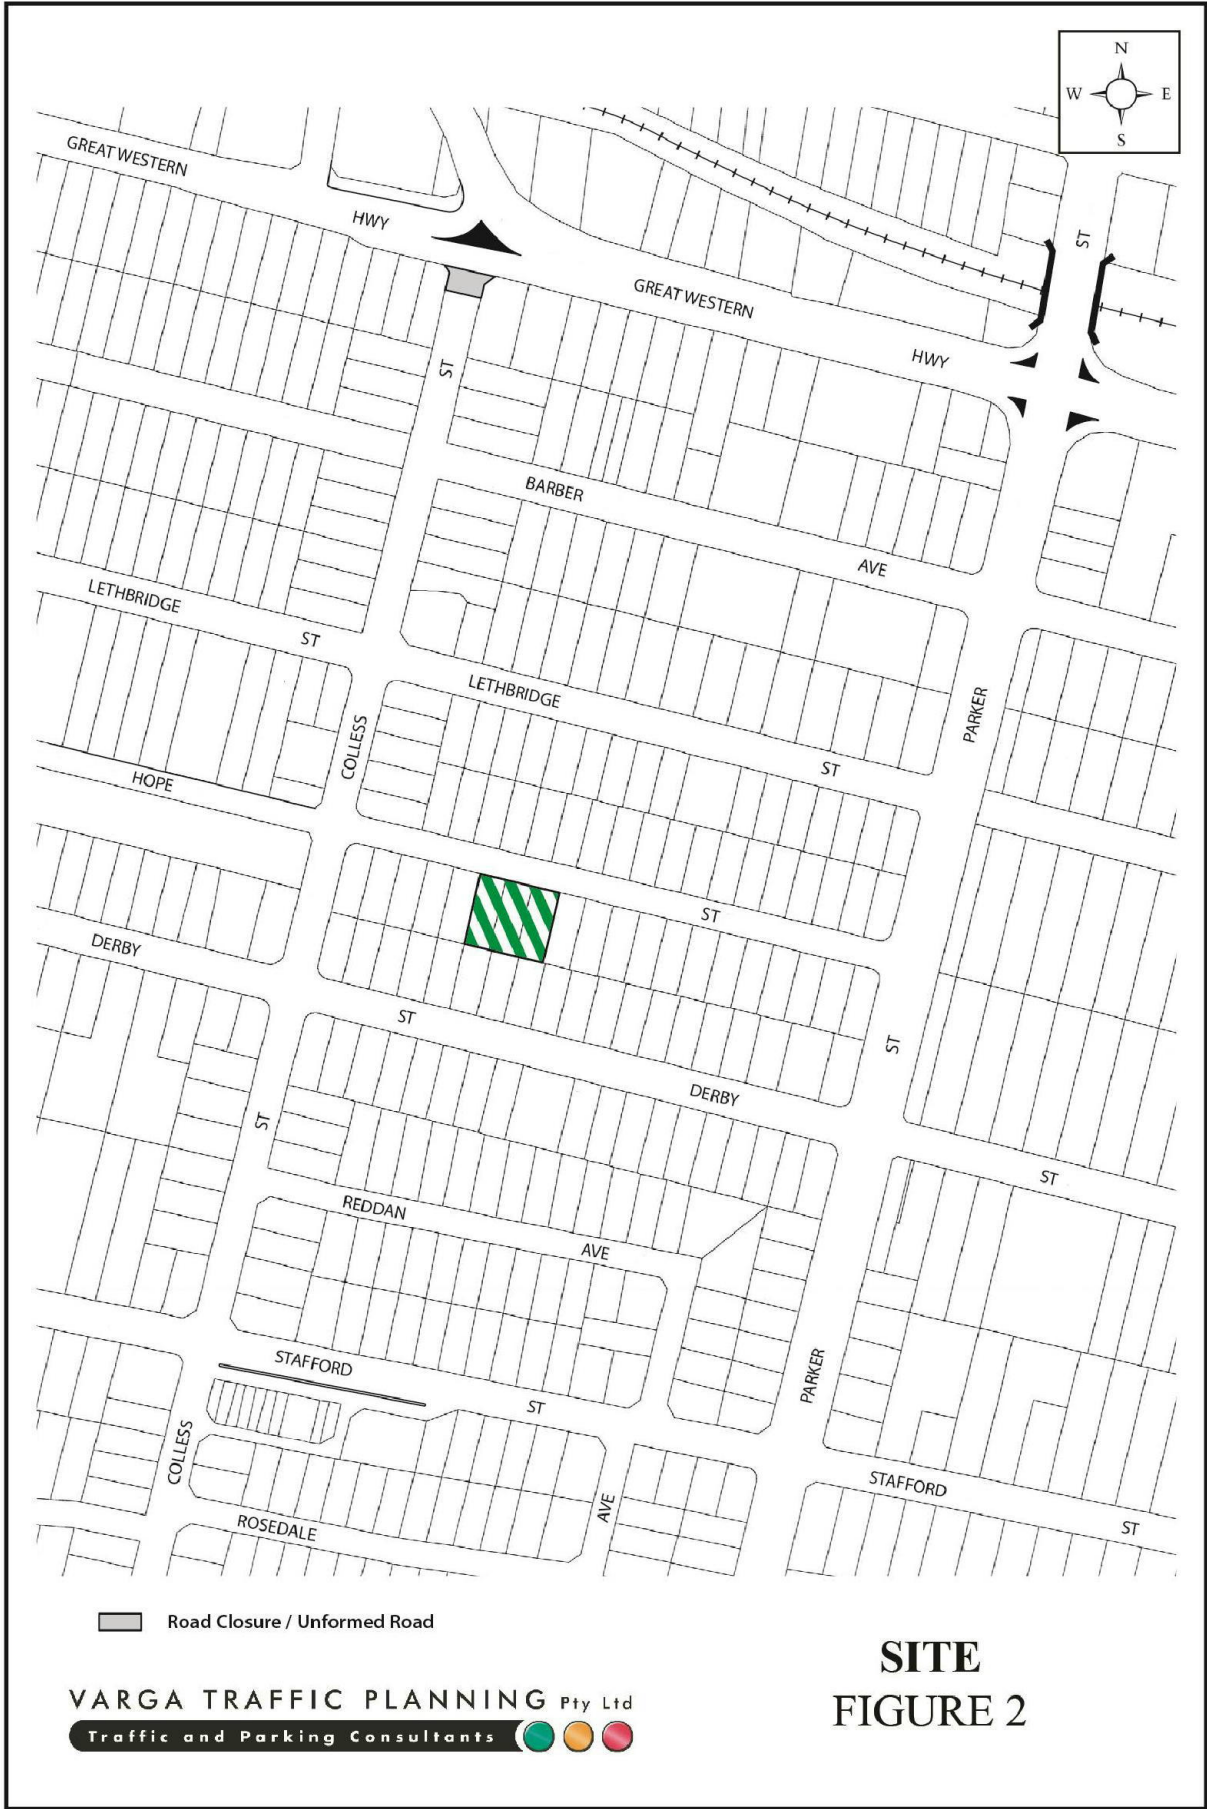 N
W E
S
GREAT WESTERN
HWY
ST
GREAT WESTERN
HWY
ST
BARBER
AVE
LETHBRIDGE
ST
LETHBRIDGE
ST
PARKER
COLLESS
HOPE
ST
DERBY
ST
ST
DERBY
ST
ST
REDDAN
AVE
STAFFORD
ST
PARKER
COLLESS
STAFFORD
ST
AVE
ROSEDALE
Road Closure / Unformed Road
SITE
FIGURE 2
VARGA TRAFFIC PLANNING Pty Ltd
Traffic and Parking Consultants